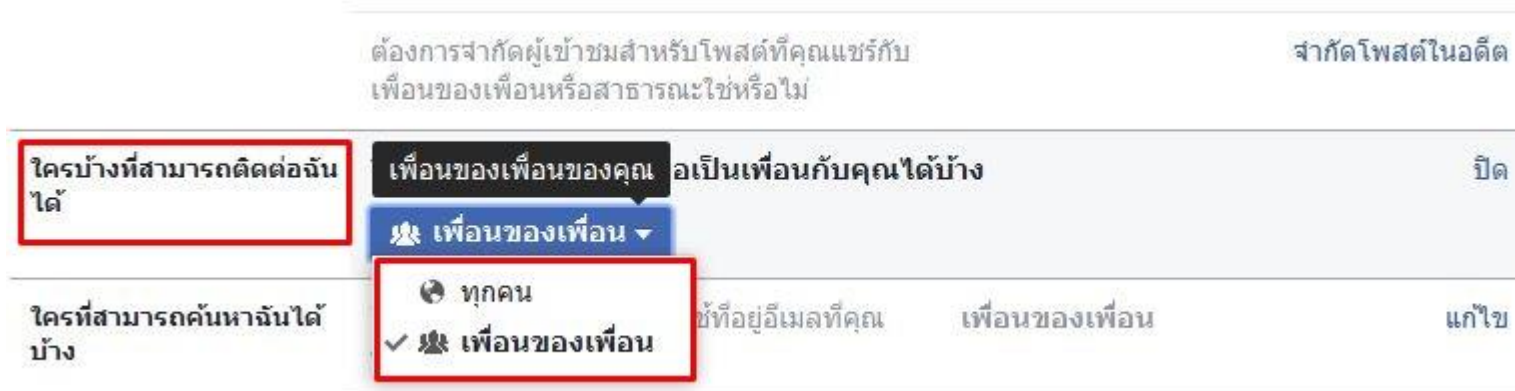 ต้องการจำกัดผู้เข้าชมสำหรับโพสต์ที่คุณแชร์กับ
เพื่อนของเพื่อนหรือสาธารณะใช่หรือไม่
จำกัดโพสต์ในอดีต
ใครบ้างที่สามารถติดต่อฉัน
ได้
เพื่อนของเพื่อนของคุณ
อเป็นเพื่อนกับคุณได้บ้าง
ปิด
เพื่อนของเพื่อน
ทุกคน
เพื่อนของเพื่อน
ใครที่สามารถค้นหาฉันได้
บ้าง
ช้ที่อยู่อีเมลที่คุณ
เพื่อนของเพื่อน
แก้ไข